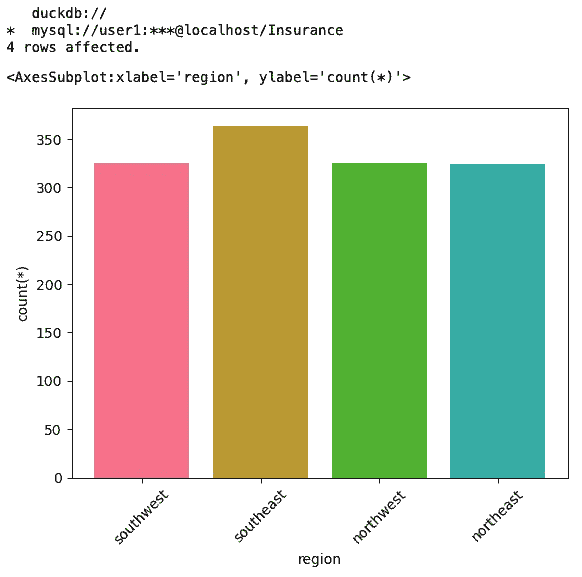 duckdb://
* mysql://user1:***@localhost/Insurance
4 rows affected.
<AxesSubplot:xlabel='region', ylabel='count(*)'>
350
300
250
200
150
100
50
0
count(*)
southwest
southeast
northwest
northeast
region